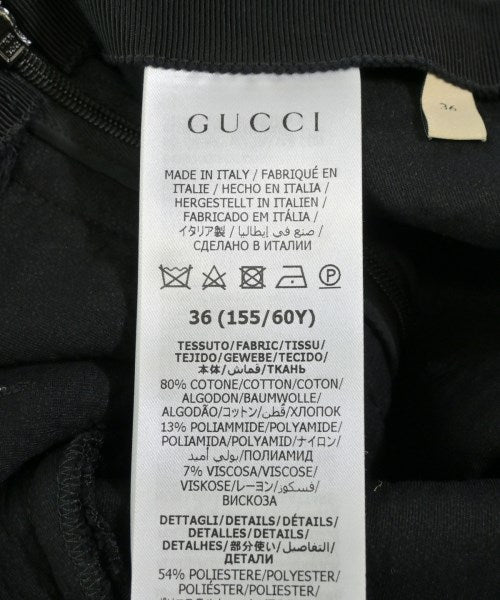 GUCCI
36
MADE IN ITALY / FABRIQUÉ EN
ITALIE / HECHO EN ITALIA /
HERGESTELLT IN ITALIEN /
FABRICADO EM ITÁLIA /
イタリア製 / صنع في إيطاليا /
СДЕЛАНО В ИТАЛИИ
36 (155/60Y)
TESSUTO/FABRIC/TISSU/
TEJIDO/GEWEBE/TECIDO/
本体/قماش/ТКАНЬ
80% COTONE/COTTON/COTON/
ALGODON/BAUMWOLLE/
ALGODÃO/コットン/قطن/ХЛОПОК
13% POLIAMMIDE/POLYAMIDE/
POLIAMIDA/POLYAMID/ナイロン/
بولي أميد/ПОЛИАМИД
7% VISCOSA/VISCOSE/
VISKOSE/レーヨン/فسكوز/
ВИСКОЗА
DETTAGLI/DETAILS/DÉTAILS/
DETALLES/DETAILS/
DETALHES/部分使い/التفاصيل/
ДЕТАЛИ
54% POLIESTERE/POLYESTER/
POLYESTER/POLIÉSTER/